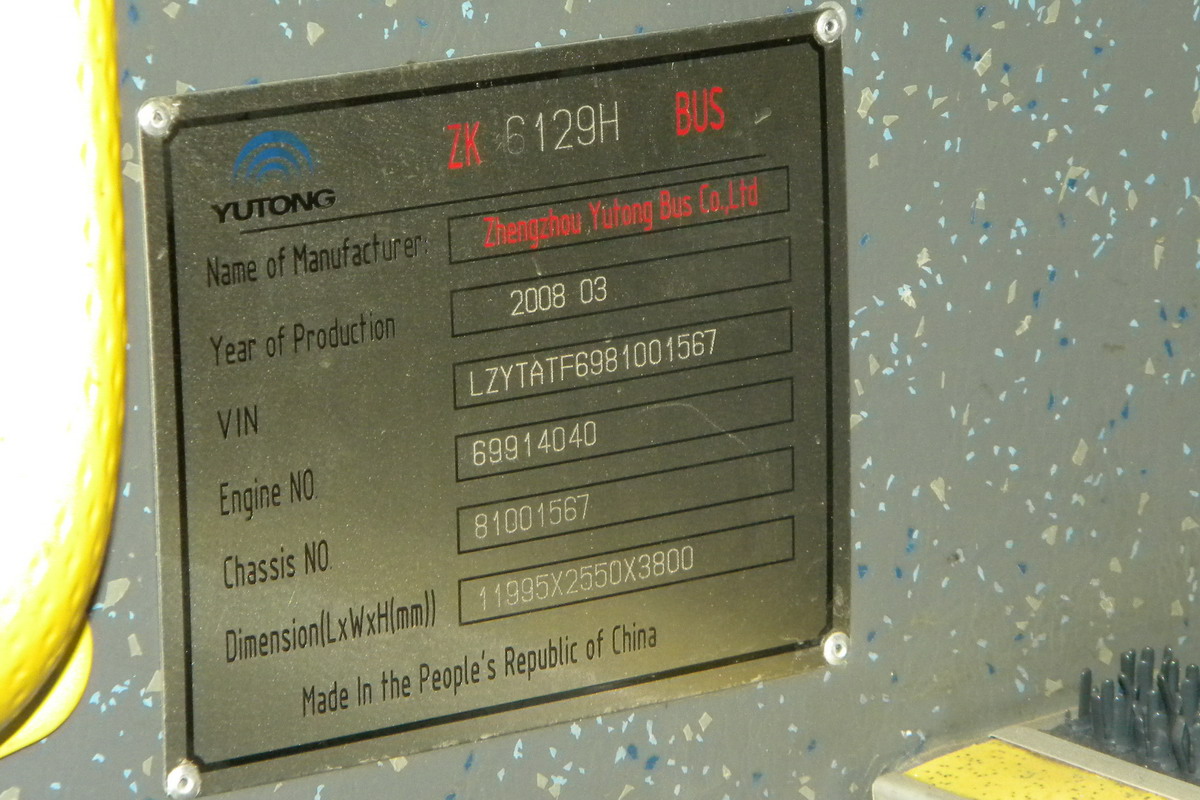 ZK 6129H BUS
YUTONG
Name of Manufacturer: Zhengzhou Yutong Bus Co.,Ltd
Year of Production 2008 03
VIN LZYTATF6981001567
Engine NO. 69914040
Chassis NO. 81001567
Dimension(LxWxH(mm)) 11995X2550X3800
Made In the People's Republic of China